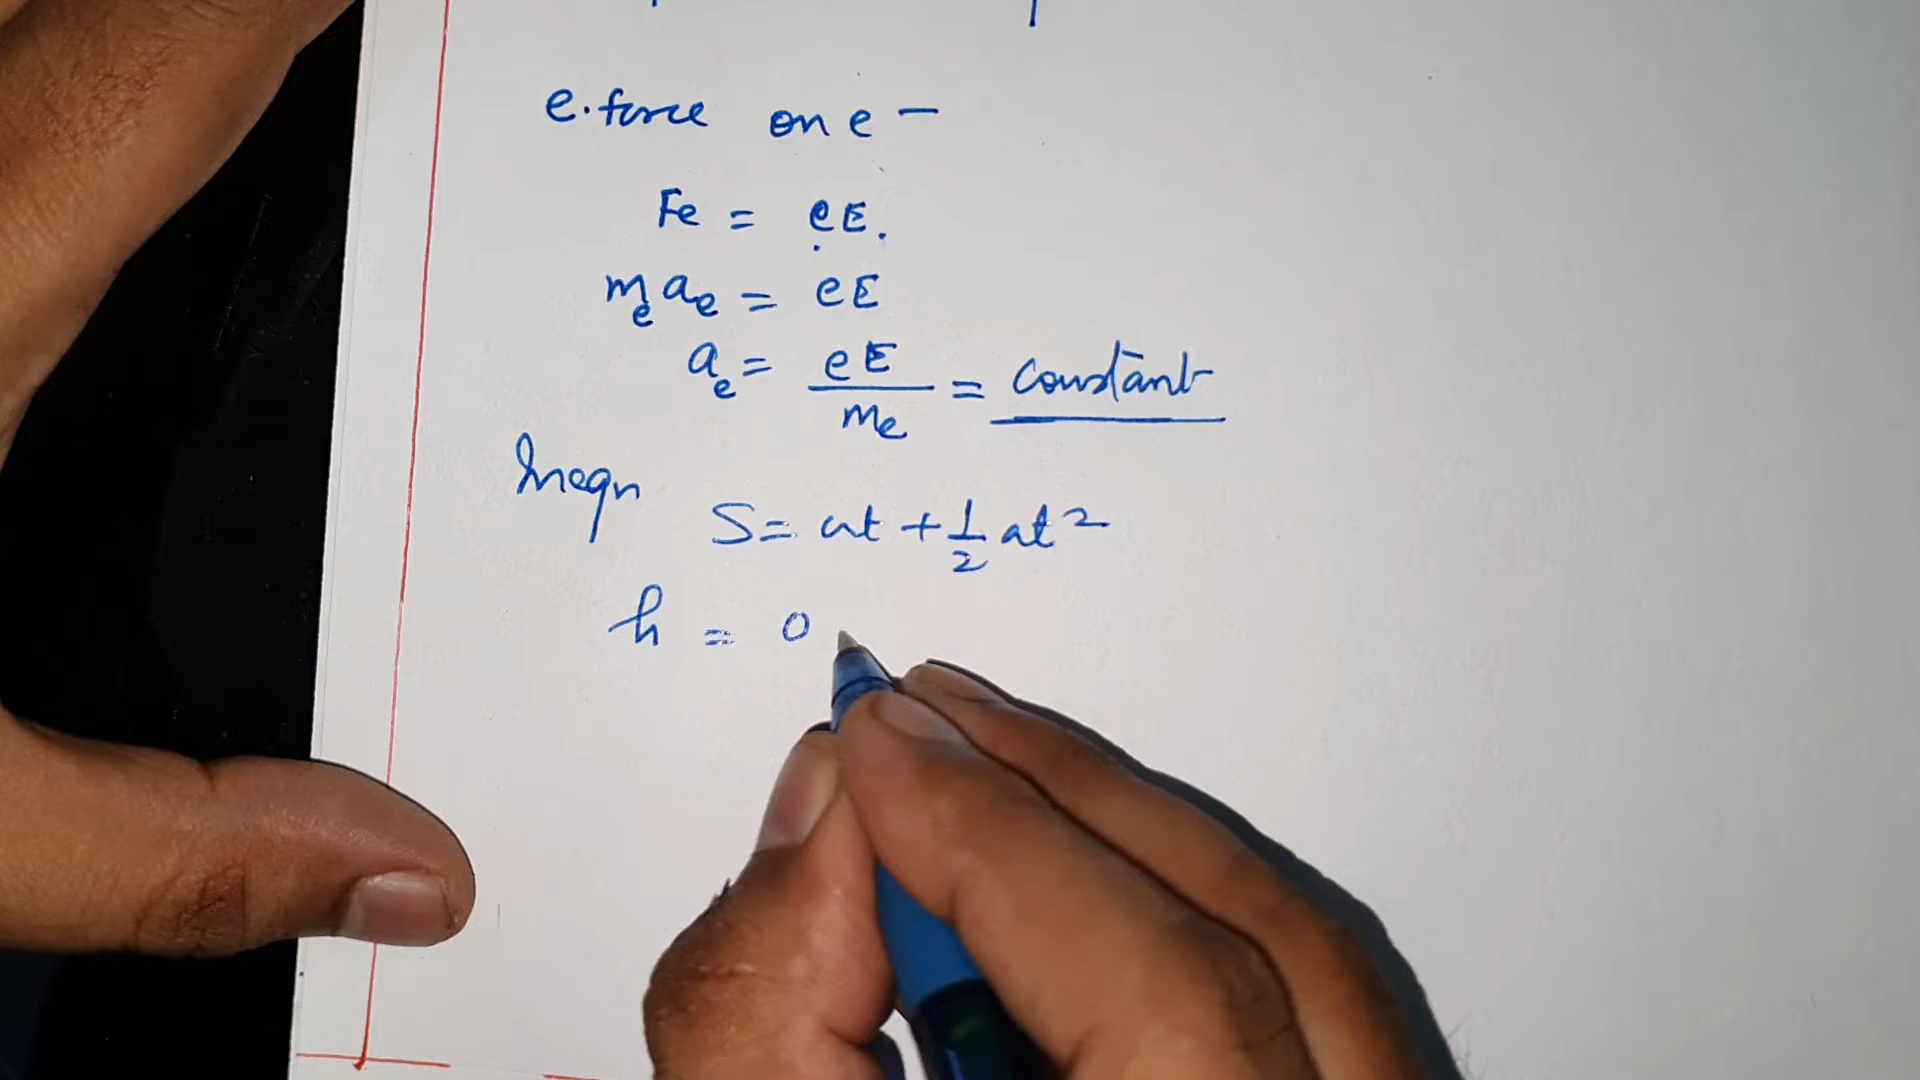 e. force on e -
Fe = eE.
mₑaₑ = eE
aₑ = eE/mₑ = constant
In eqn
S = ut + 1/2 at²
h = 0